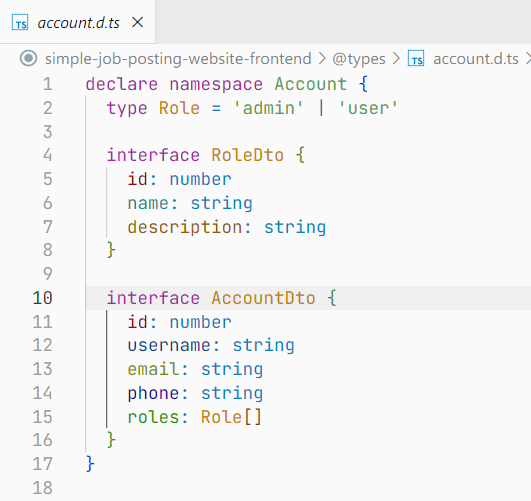 TS account.d.ts ×
simple-job-posting-website-frontend > @types > TS account.d.ts
1 declare namespace Account {
2   type Role = 'admin' | 'user'
3
4   interface RoleDto {
5     id: number
6     name: string
7     description: string
8   }
9
10   interface AccountDto {
11     id: number
12     username: string
13     email: string
14     phone: string
15     roles: Role[]
16   }
17 }
18